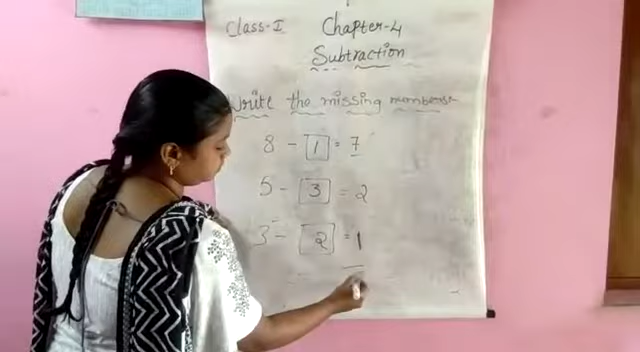 Class-I Chapter-4
Subtraction
Write the missing numbers
8 - 1 = 7
5 - 3 = 2
3 - 2 = 1